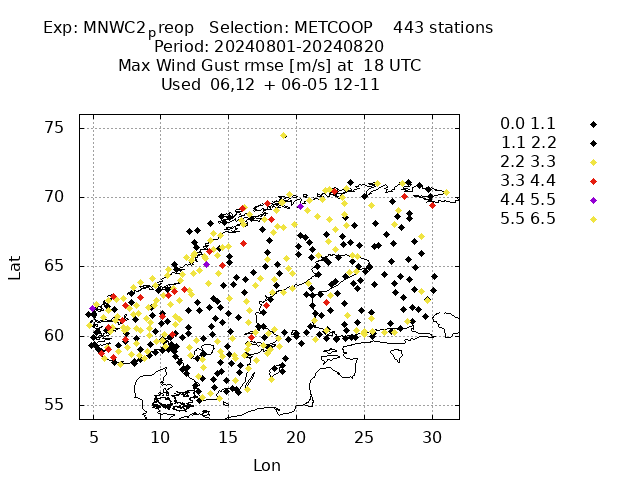 Exp: MNWC2preop Selection: METCOOP 443 stations
Period: 20240801-20240820
Max Wind Gust rmse [m/s] at 18 UTC
Used 06,12 + 06-05 12-11
75
70
65
60
55
Lat
5 10 15 20 25 30
Lon
0.0 1.1
1.1 2.2
2.2 3.3
3.3 4.4
4.4 5.5
5.5 6.5